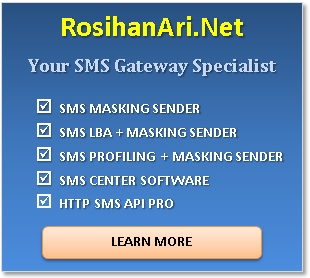 RosihanAri.Net
Your SMS Gateway Specialist
SMS MASKING SENDER
SMS LBA + MASKING SENDER
SMS PROFILING + MASKING SENDER
SMS CENTER SOFTWARE
HTTP SMS API PRO
LEARN MORE